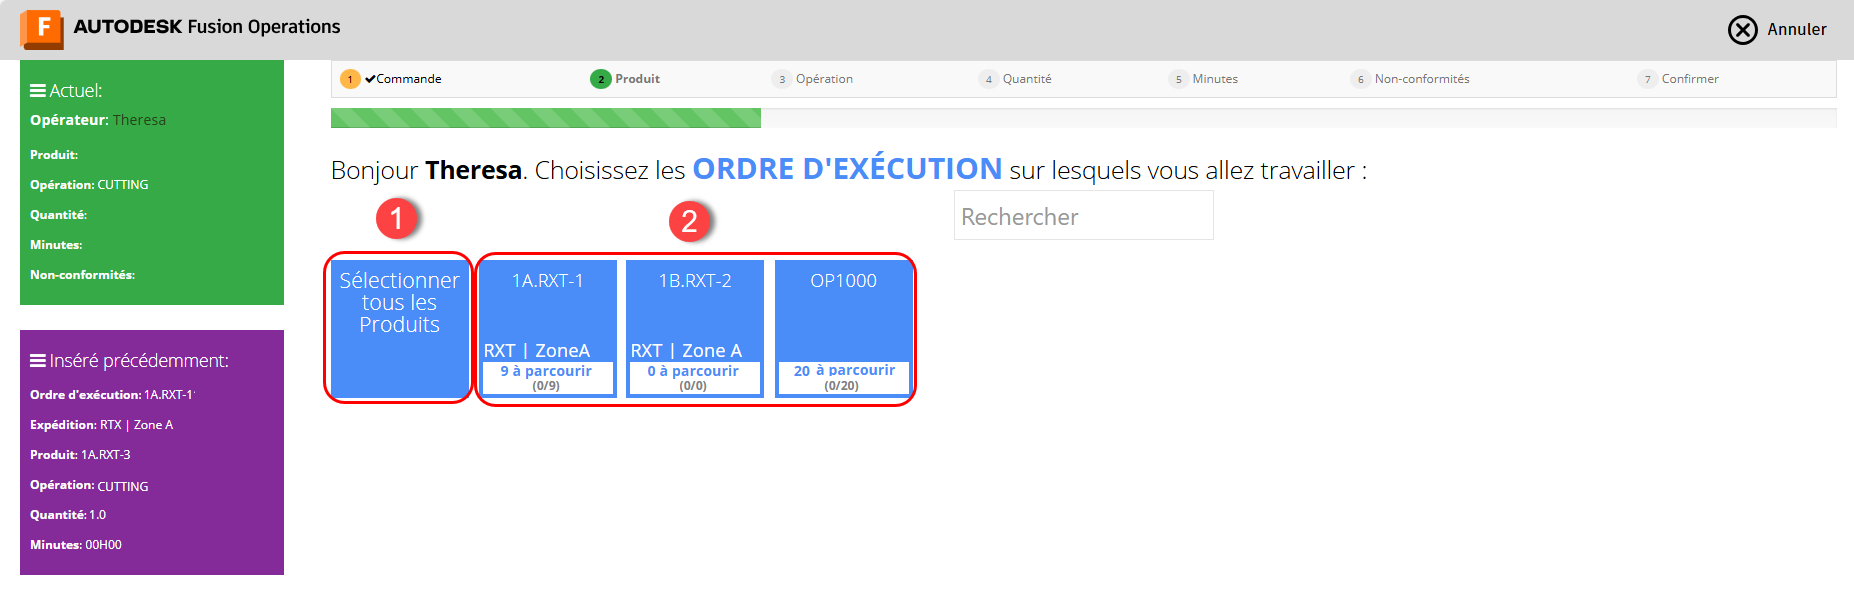 F AUTODESK Fusion Operations
Annuler
Actuel:
Opérateur: Theresa
Produit:
Opération: CUTTING
Quantité:
Minutes:
Non-conformités:
Inséré précédemment:
Ordre d'exécution: 1A.RXT-1'
Expédition: RTX | Zone A
Produit: 1A.RXT-3
Opération: CUTTING
Quantité: 1.0
Minutes: 00H00
1 Commande
2 Produit
3 Opération
4 Quantité
5 Minutes
6 Non-conformités
7 Confirmer
Bonjour Theresa. Choisissez les ORDRE D'EXÉCUTION sur lesquels vous allez travailler :
Rechercher
1
2
Sélectionner
tous les
Produits
1A.RXT-1
RXT | ZoneA
9 à parcourir
(0/9)
1B.RXT-2
RXT | Zone A
0 à parcourir
(0/0)
OP1000
20 à parcourir
(0/20)